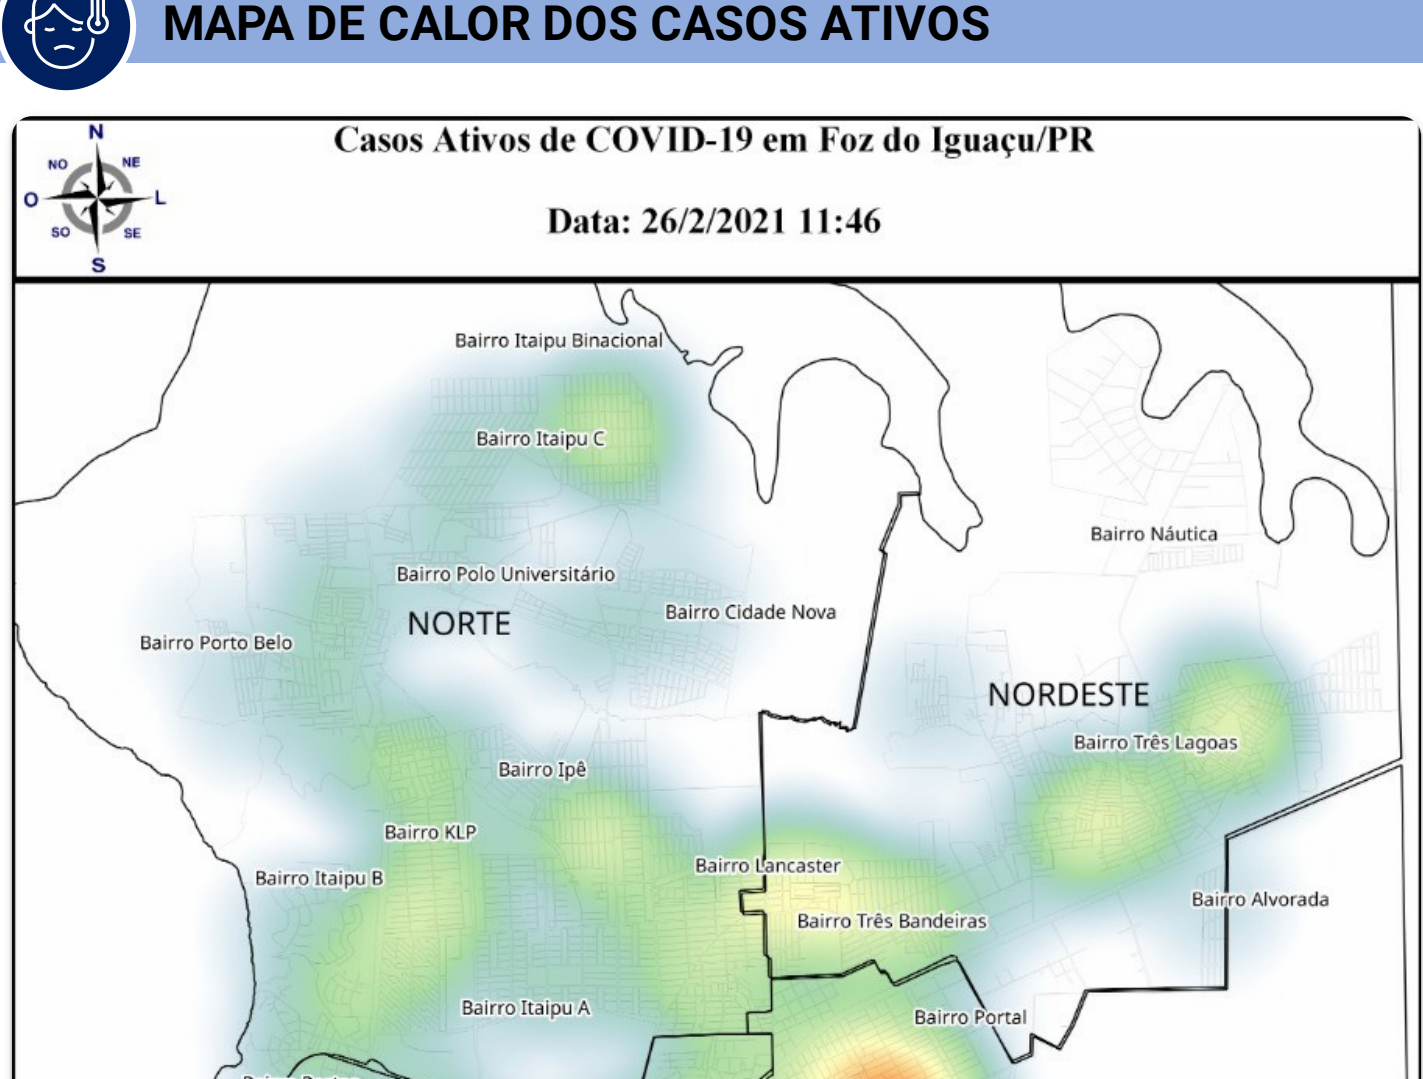 MAPA DE CALOR DOS CASOS ATIVOS
Casos Ativos de COVID-19 em Foz do Iguaçu/PR
Data: 26/2/2021 11:46
N
NO
NE
O
L
SO
SE
S
Bairro Itaipu Binacional
Bairro Itaipu C
Bairro Náutica
Bairro Polo Universitário
NORTE
Bairro Cidade Nova
Bairro Porto Belo
NORDESTE
Bairro Três Lagoas
Bairro Ipê
Bairro KLP
Bairro Lancaster
Bairro Itaipu B
Bairro Alvorada
Bairro Três Bandeiras
Bairro Itaipu A
Bairro Portal